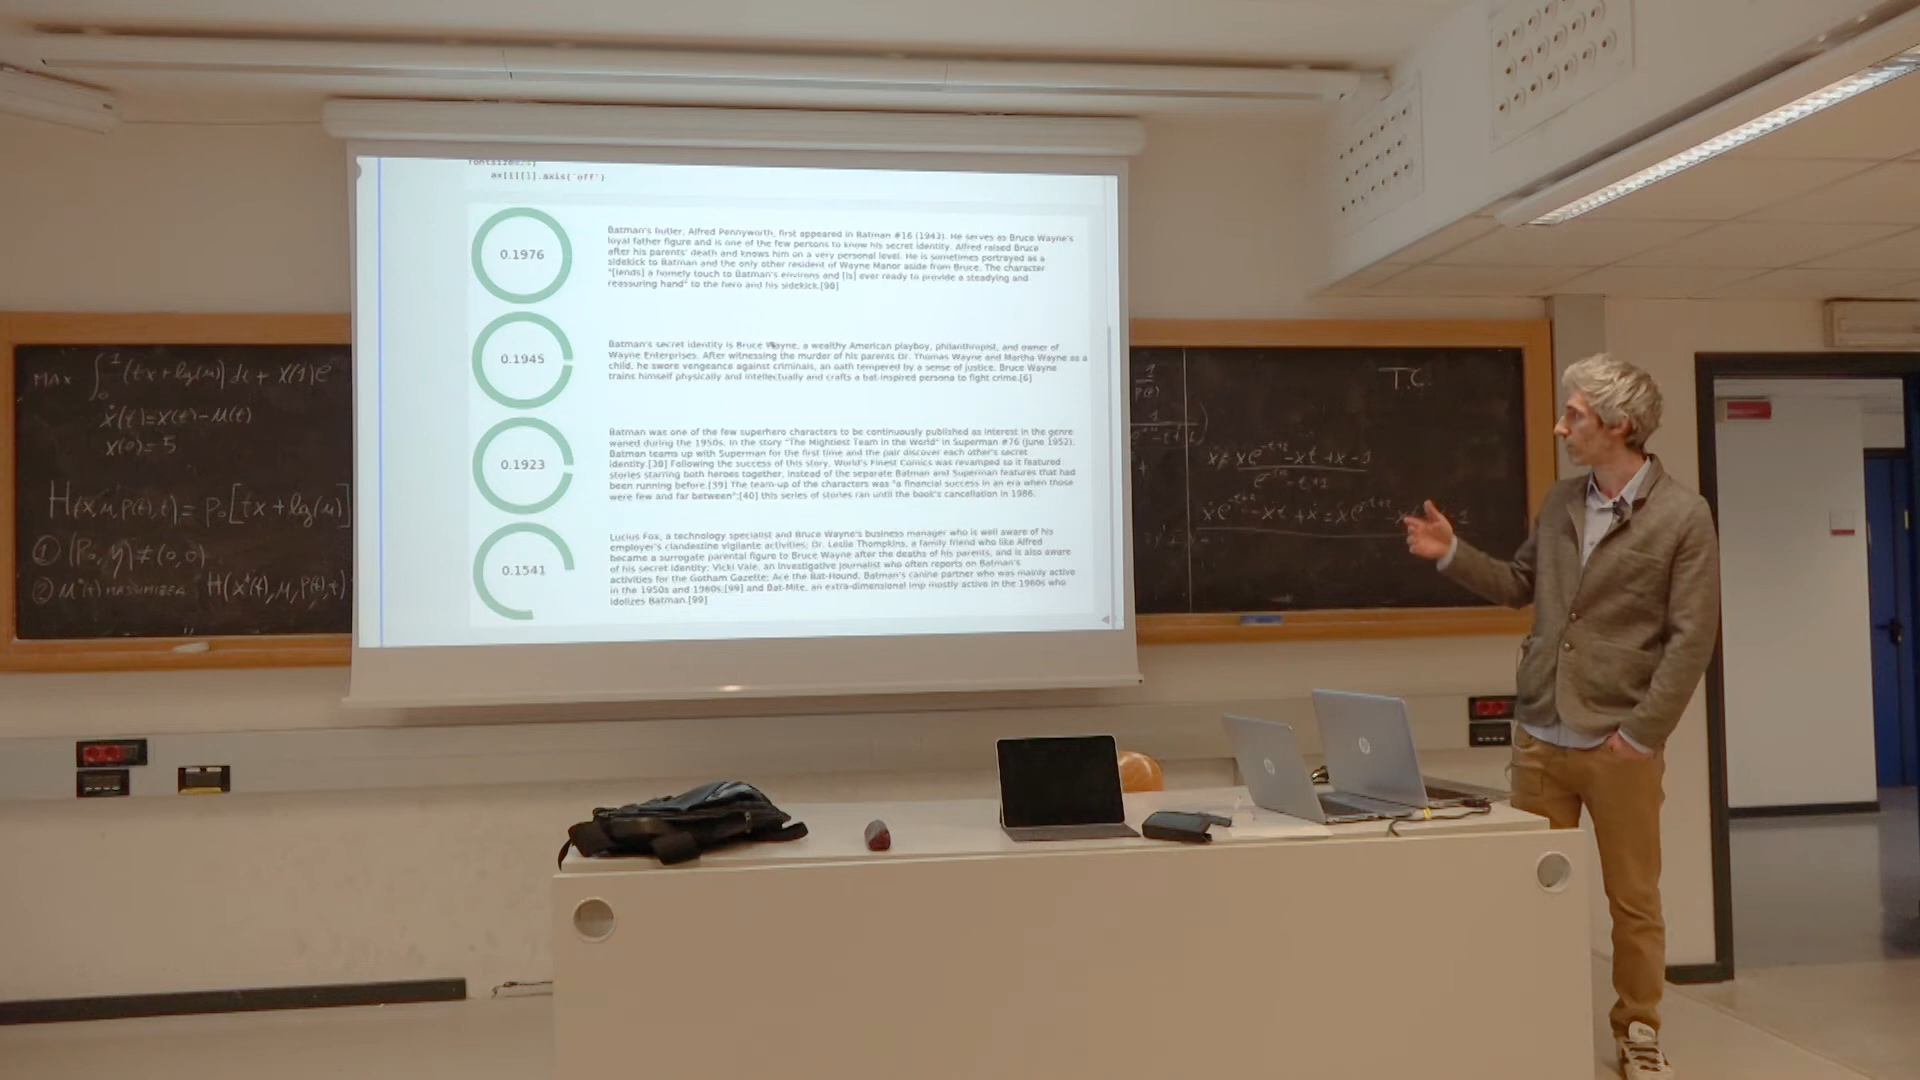 fontsize=20)
ax[i][1].axis('off')
0.1976
Batman's butler, Alfred Pennyworth, first appeared in Batman #16 (1943). He serves as Bruce Wayne's
loyal father figure and is one of the few persons to know his secret identity. Alfred raised Bruce
after his parents' death and knows him on a very personal level. He is sometimes portrayed as a
sidekick to Batman and the only other resident of Wayne Manor aside from Bruce. The character
"[lends] a homely touch to Batman's environs and [is] ever ready to provide a steadying and
reassuring hand" to the hero and his sidekick.[98]
0.1945
Batman's secret identity is Bruce Wayne, a wealthy American playboy, philanthropist, and owner of
Wayne Enterprises. After witnessing the murder of his parents Dr. Thomas Wayne and Martha Wayne as a
child, he swore vengeance against criminals, an oath tempered by a sense of justice. Bruce Wayne
trains himself physically and intellectually and crafts a bat-inspired persona to fight crime.[6]
0.1923
Batman was one of the few superhero characters to be continuously published as interest in the genre
waned during the 1950s. In the story "The Mightiest Team in the World" in Superman #76 (June 1952),
Batman teams up with Superman for the first time and the pair discover each other's secret
identity.[38] Following the success of this story, World's Finest Comics was revamped so it featured
stories starring both heroes together, instead of the separate Batman and Superman features that had
been running before.[39] The team-up of the characters was "a financial success in an era when those
were few and far between";[40] this series of stories ran until the book's cancellation in 1986.
0.1541
Lucius Fox, a technology specialist and Bruce Wayne's business manager who is well aware of his
employer's clandestine vigilante activities; Dr. Leslie Thompkins, a family friend who like Alfred
became a surrogate parental figure to Bruce Wayne after the deaths of his parents, and is also aware
of his secret identity; Vicki Vale, an investigative journalist who often reports on Batman's
activities for the Gotham Gazette; Ace the Bat-Hound, Batman's canine partner who was mainly active
in the 1950s and 1960s;[99] and Bat-Mite, an extra-dimensional imp mostly active in the 1960s who
idolizes Batman.[99]
MAX ∫₀¹ (tx+lg(u)) dt + x(1)e
ẋ(t)=x(t)-u(t)
x(0)=5
H(x,u,p(t),t)= p₀[tx+lg(u)]
① (p₀,γ)≠(0,0)
② H(x*(t),u,p(t),t)
T.C.
hp
hp